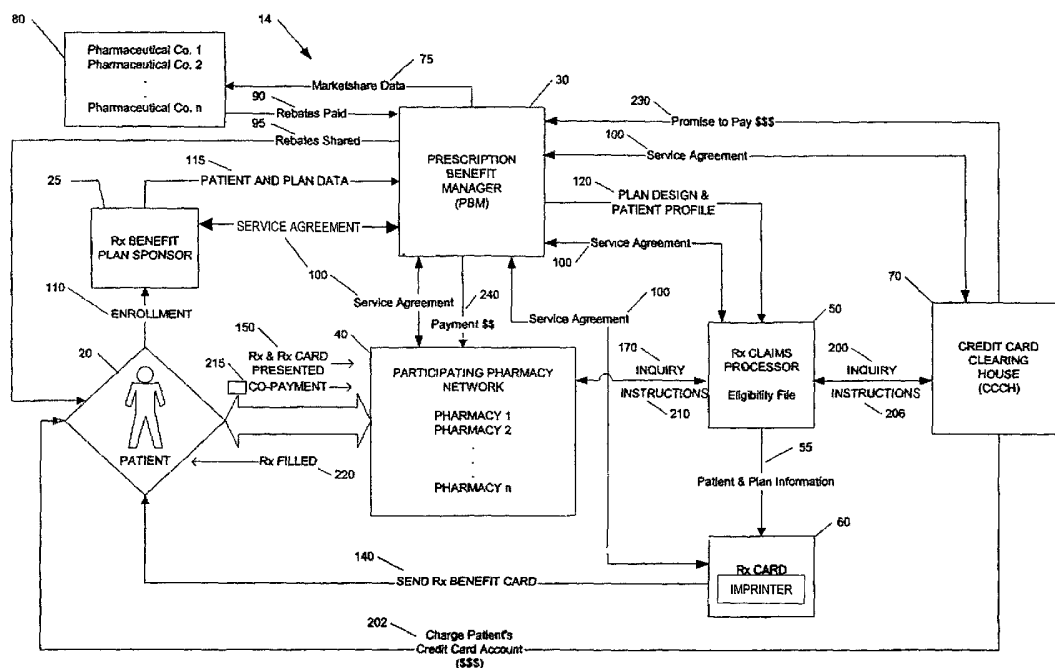 80
14
Pharmaceutical Co. 1
Pharmaceutical Co. 2
.
.
Pharmaceutical Co. n
75
Marketshare Data
90
Rebates Paid
95
Rebates Shared
30
PRESCRIPTION
BENEFIT
MANAGER
(PBM)
230
Promise to Pay $$$
100
Service Agreement
115
PATIENT AND PLAN DATA
25
Rx BENEFIT
PLAN SPONSOR
SERVICE AGREEMENT
120
PLAN DESIGN &
PATIENT PROFILE
Service Agreement
100
100
Service Agreement
240
Payment $$
100
Service Agreement
70
CREDIT CARD
CLEARING
HOUSE
(CCCH)
110
ENROLLMENT
20
PATIENT
150
Rx & Rx CARD
PRESENTED
215
CO-PAYMENT
Rx FILLED
220
40
PARTICIPATING PHARMACY
NETWORK
PHARMACY 1
PHARMACY 2
.
.
.
.
PHARMACY n
170
INQUIRY
INSTRUCTIONS
210
50
Rx CLAIMS
PROCESSOR
Eligibility File
200
INQUIRY
INSTRUCTIONS
206
55
Patient & Plan Information
60
Rx CARD
IMPRINTER
140
SEND Rx BENEFIT CARD
202
Charge Patient's
Credit Card Account
($$$)